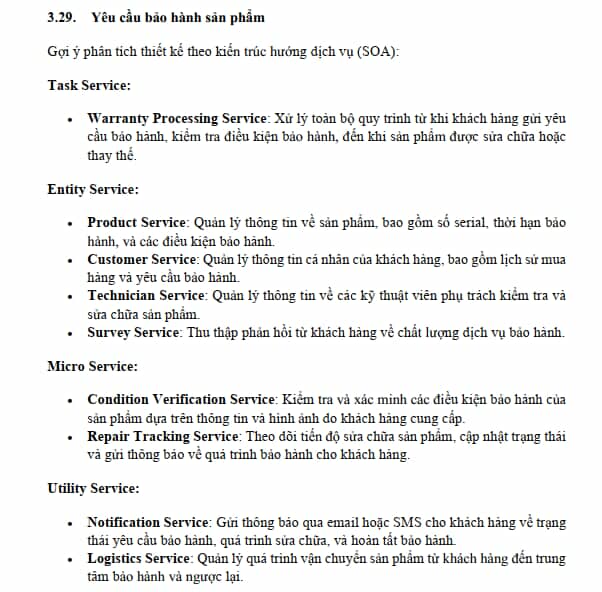 3.29. Yêu cầu bảo hành sản phẩm
Gợi ý phân tích thiết kế theo kiến trúc hướng dịch vụ (SOA):
Task Service:
• Warranty Processing Service: Xử lý toàn bộ quy trình từ khi khách hàng gửi yêu
cầu bảo hành, kiểm tra điều kiện bảo hành, đến khi sản phẩm được sửa chữa hoặc
thay thế.
Entity Service:
• Product Service: Quản lý thông tin về sản phẩm, bao gồm số serial, thời hạn bảo
hành, và các điều kiện bảo hành.
• Customer Service: Quản lý thông tin cá nhân của khách hàng, bao gồm lịch sử mua
hàng và yêu cầu bảo hành.
• Technician Service: Quản lý thông tin về các kỹ thuật viên phụ trách kiểm tra và
sửa chữa sản phẩm.
• Survey Service: Thu thập phản hồi từ khách hàng về chất lượng dịch vụ bảo hành.
Micro Service:
• Condition Verification Service: Kiểm tra và xác minh các điều kiện bảo hành của
sản phẩm dựa trên thông tin và hình ảnh do khách hàng cung cấp.
• Repair Tracking Service: Theo dõi tiến độ sửa chữa sản phẩm, cập nhật trạng thái
và gửi thông báo về quá trình bảo hành cho khách hàng.
Utility Service:
• Notification Service: Gửi thông báo qua email hoặc SMS cho khách hàng về trạng
thái yêu cầu bảo hành, quá trình sửa chữa, và hoàn tất bảo hành.
• Logistics Service: Quản lý quá trình vận chuyển sản phẩm từ khách hàng đến trung
tâm bảo hành và ngược lại.